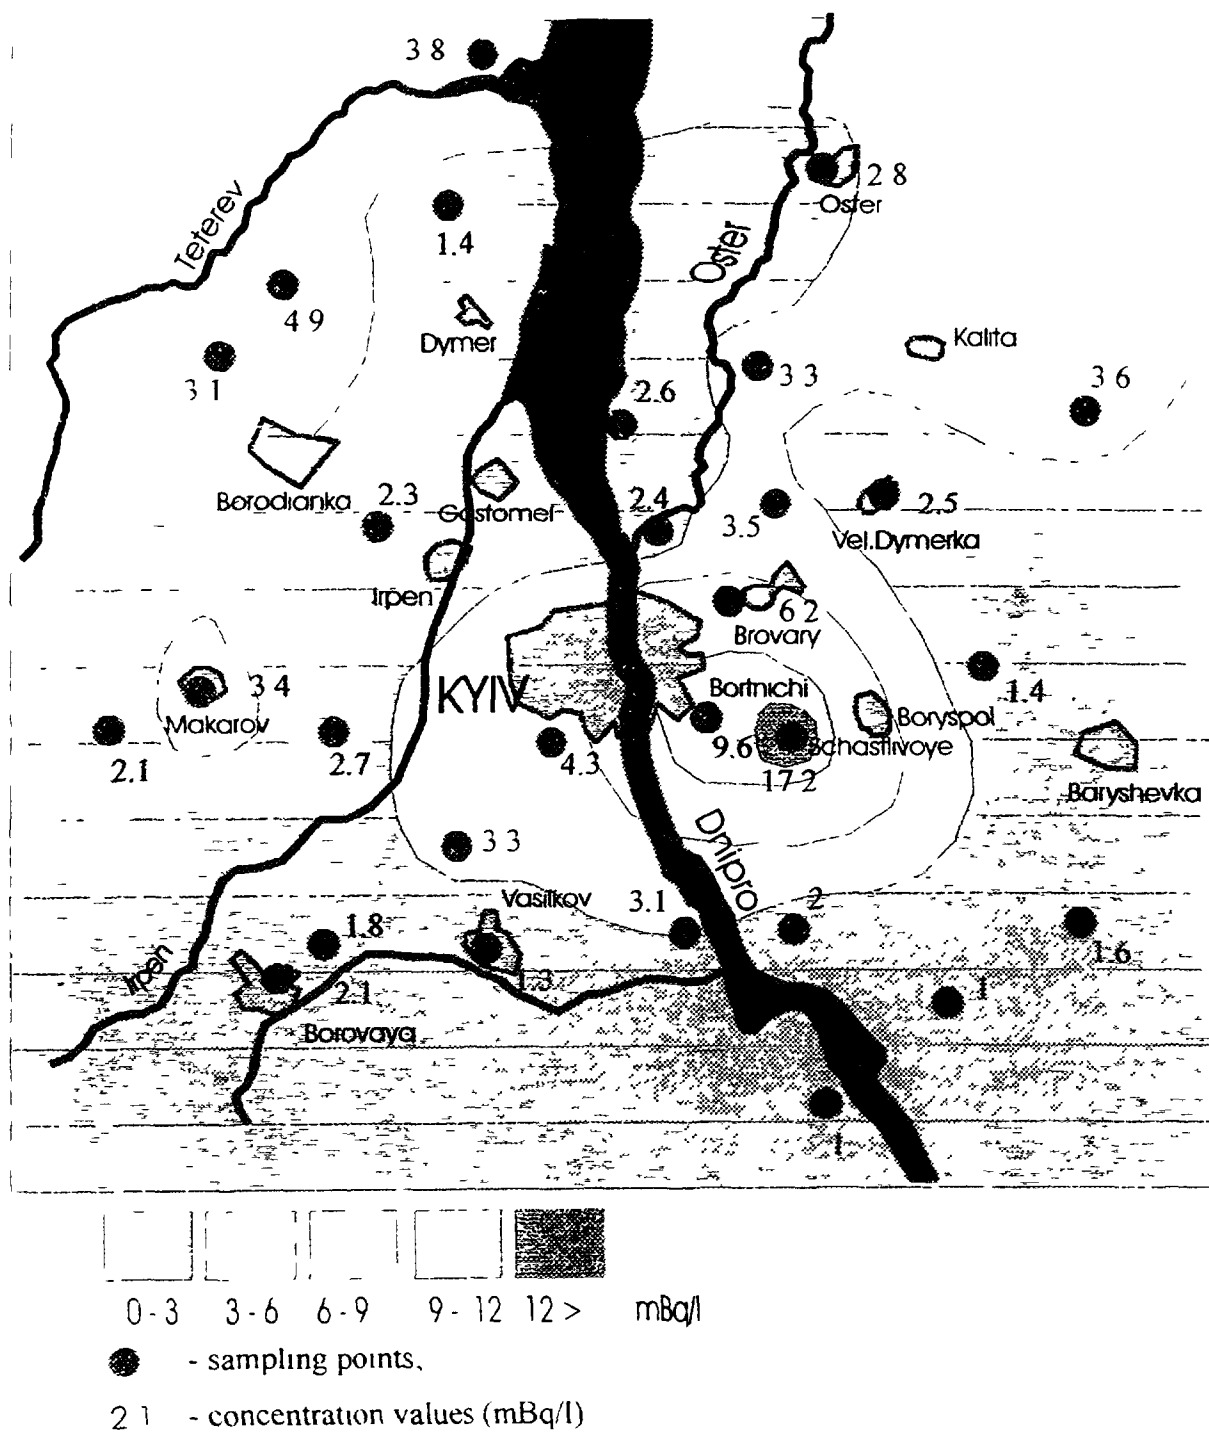 3 8
2 8
Oster
Teterev
1.4
Oster
4 9
Dymer
Kalita
3 1
3 3
3 6
2.6
Borodianka
2.3
Gostomel
2.4
3.5
2.5
Vel.Dymerka
Irpen
6 2
Brovary
3 4
KYIV
Bortnichi
1.4
Makarov
Boryspol
2.1
2.7
4.3
9.6
Schastlivoye
17 2
Baryshevka
Dnipro
3 3
Vasilkov
3.1
2
1.8
1.6
Irpen
2.1
1.3
1
Borovaya
1
0 - 3 3 - 6 6 - 9 9 - 12 12 > mBq/l
- sampling points,
2 1 - concentration values (mBq/l)